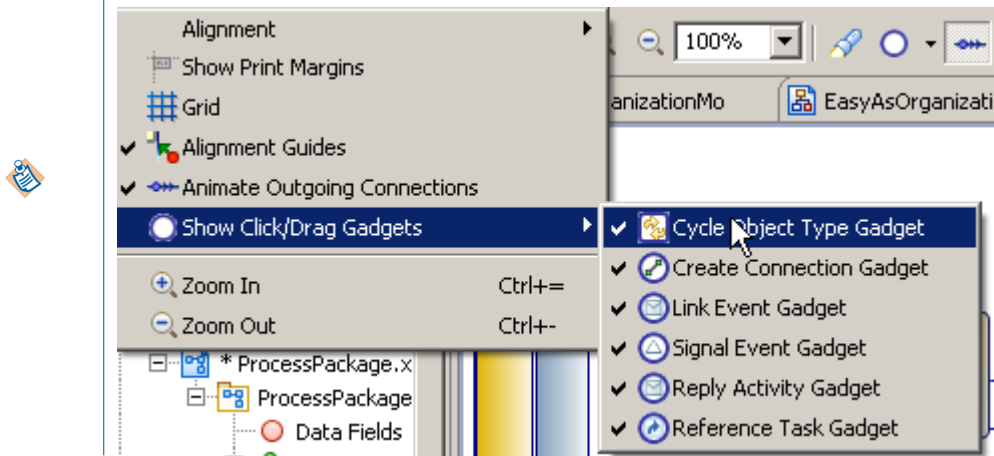 Alignment
Show Print Margins
Grid
Alignment Guides
Animate Outgoing Connections
Show Click/Drag Gadgets
Zoom In Ctrl+=
Zoom Out Ctrl+-
100%
anizationMo
EasyAsOrganizati
Cycle Object Type Gadget
Create Connection Gadget
Link Event Gadget
Signal Event Gadget
Reply Activity Gadget
Reference Task Gadget
* ProcessPackage.x
ProcessPackage
Data Fields